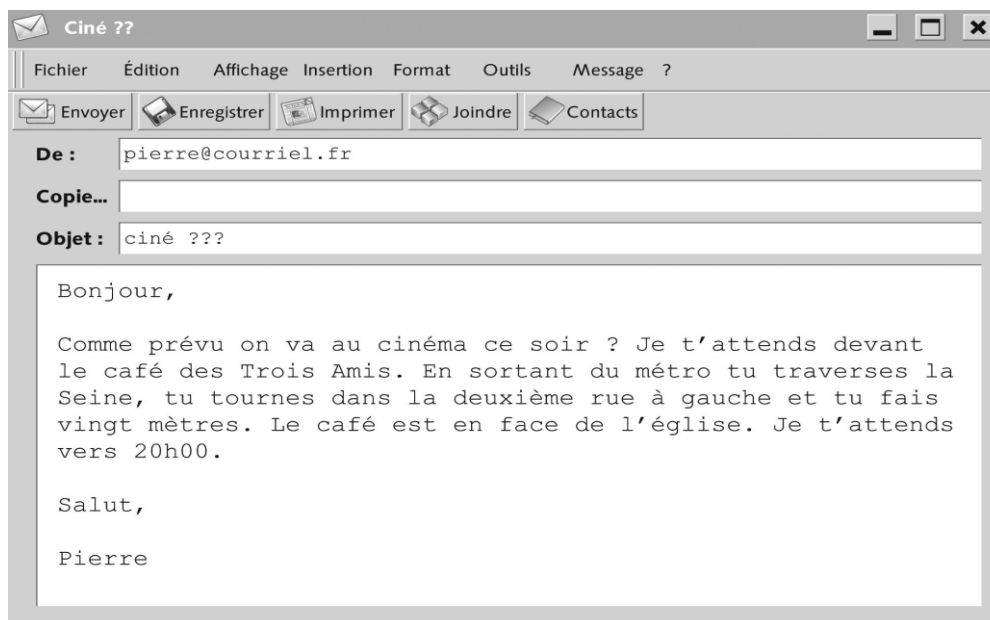 Ciné ??
Fichier Édition Affichage Insertion Format Outils Message ?
Envoyer Enregistrer Imprimer Joindre Contacts
De : pierre@courriel.fr
Copie...
Objet : ciné ???
Bonjour,
Comme prévu on va au cinéma ce soir ? Je t’attends devant
le café des Trois Amis. En sortant du métro tu traverses la
Seine, tu tournes dans la deuxième rue à gauche et tu fais
vingt mètres. Le café est en face de l’église. Je t’attends
vers 20h00.
Salut,
Pierre